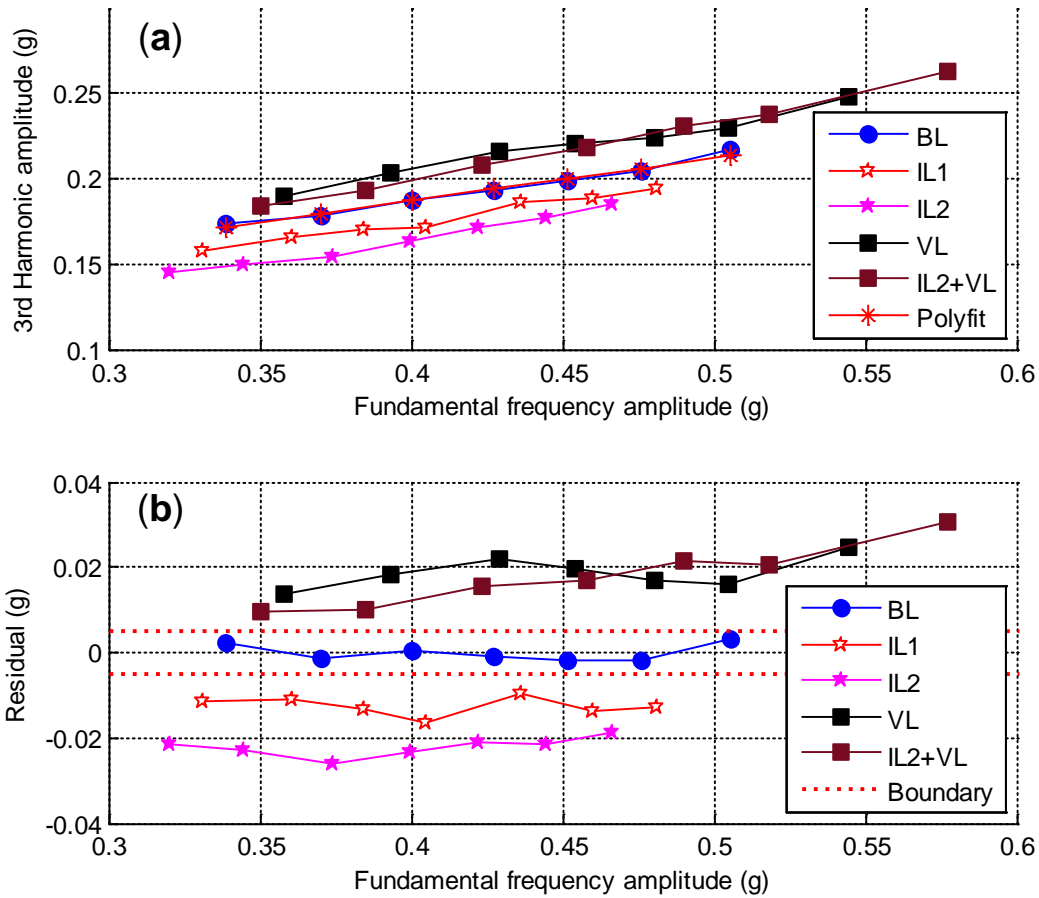 (a)
3rd Harmonic amplitude (g)
0.25
0.2
0.15
0.1
0.3
0.35
0.4
0.45
0.5
0.55
0.6
Fundamental frequency amplitude (g)
BL
IL1
IL2
VL
IL2+VL
Polyfit
(b)
Residual (g)
0.04
0.02
0
-0.02
-0.04
0.3
0.35
0.4
0.45
0.5
0.55
0.6
Fundamental frequency amplitude (g)
BL
IL1
IL2
VL
IL2+VL
Boundary